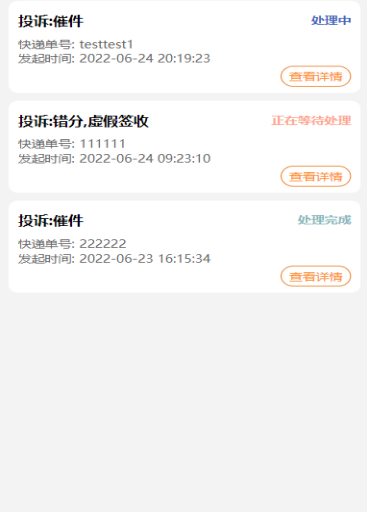 投诉:催件 处理中
快递单号: testtest1
发起时间: 2022-06-24 20:19:23
查看详情
投诉:错分,虚假签收 正在等待处理
快递单号: 111111
发起时间: 2022-06-24 09:23:10
查看详情
投诉:催件 处理完成
快递单号: 222222
发起时间: 2022-06-23 16:15:34
查看详情